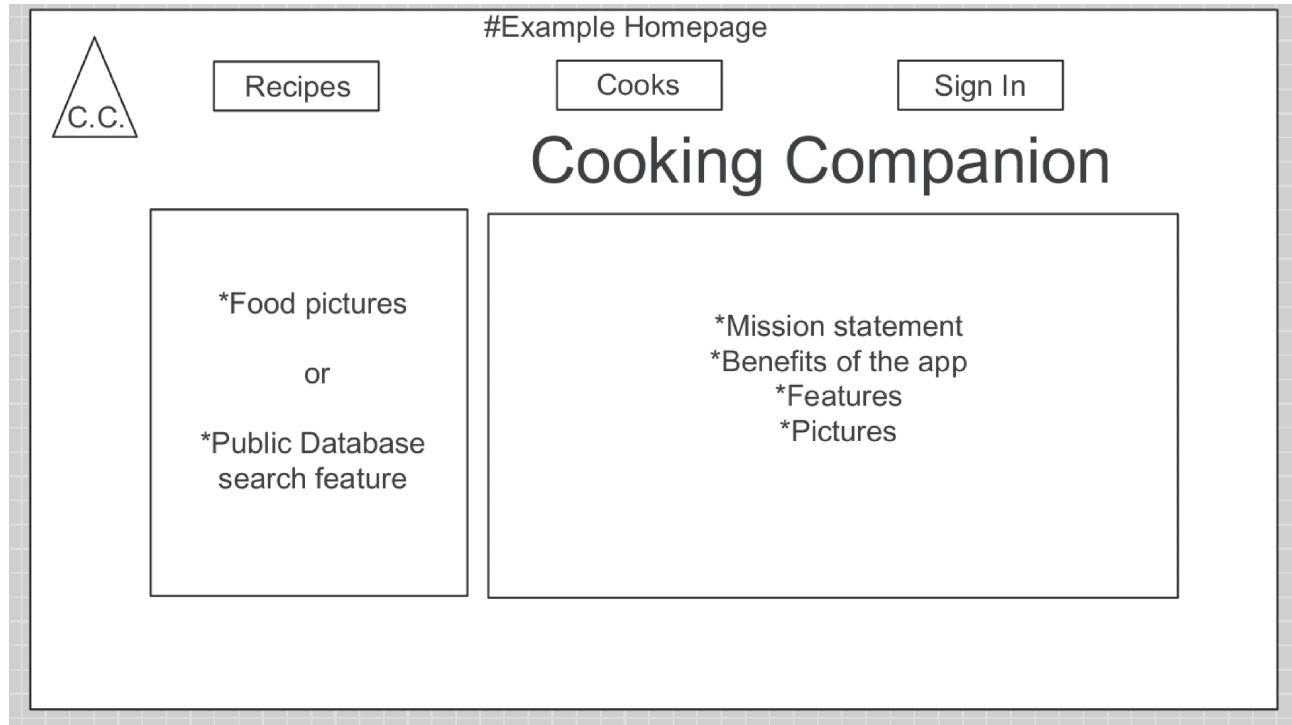 #Example Homepage
C.C.
Recipes
Cooks
Sign In
Cooking Companion
*Food pictures
or
*Public Database
search feature
*Mission statement
*Benefits of the app
*Features
*Pictures